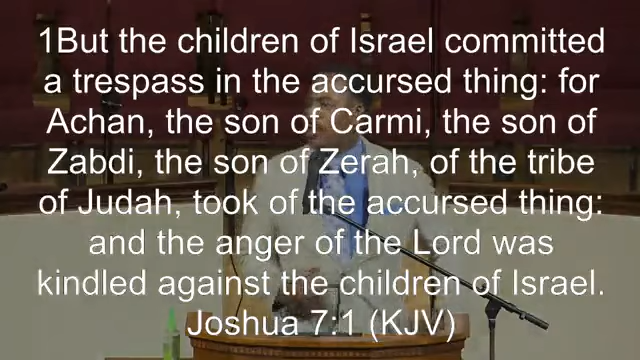 1But the children of Israel committed
a trespass in the accursed thing: for
Achan, the son of Carmi, the son of
Zabdi, the son of Zerah, of the tribe
of Judah, took of the accursed thing:
and the anger of the Lord was
kindled against the children of Israel.
Joshua 7:1 (KJV)